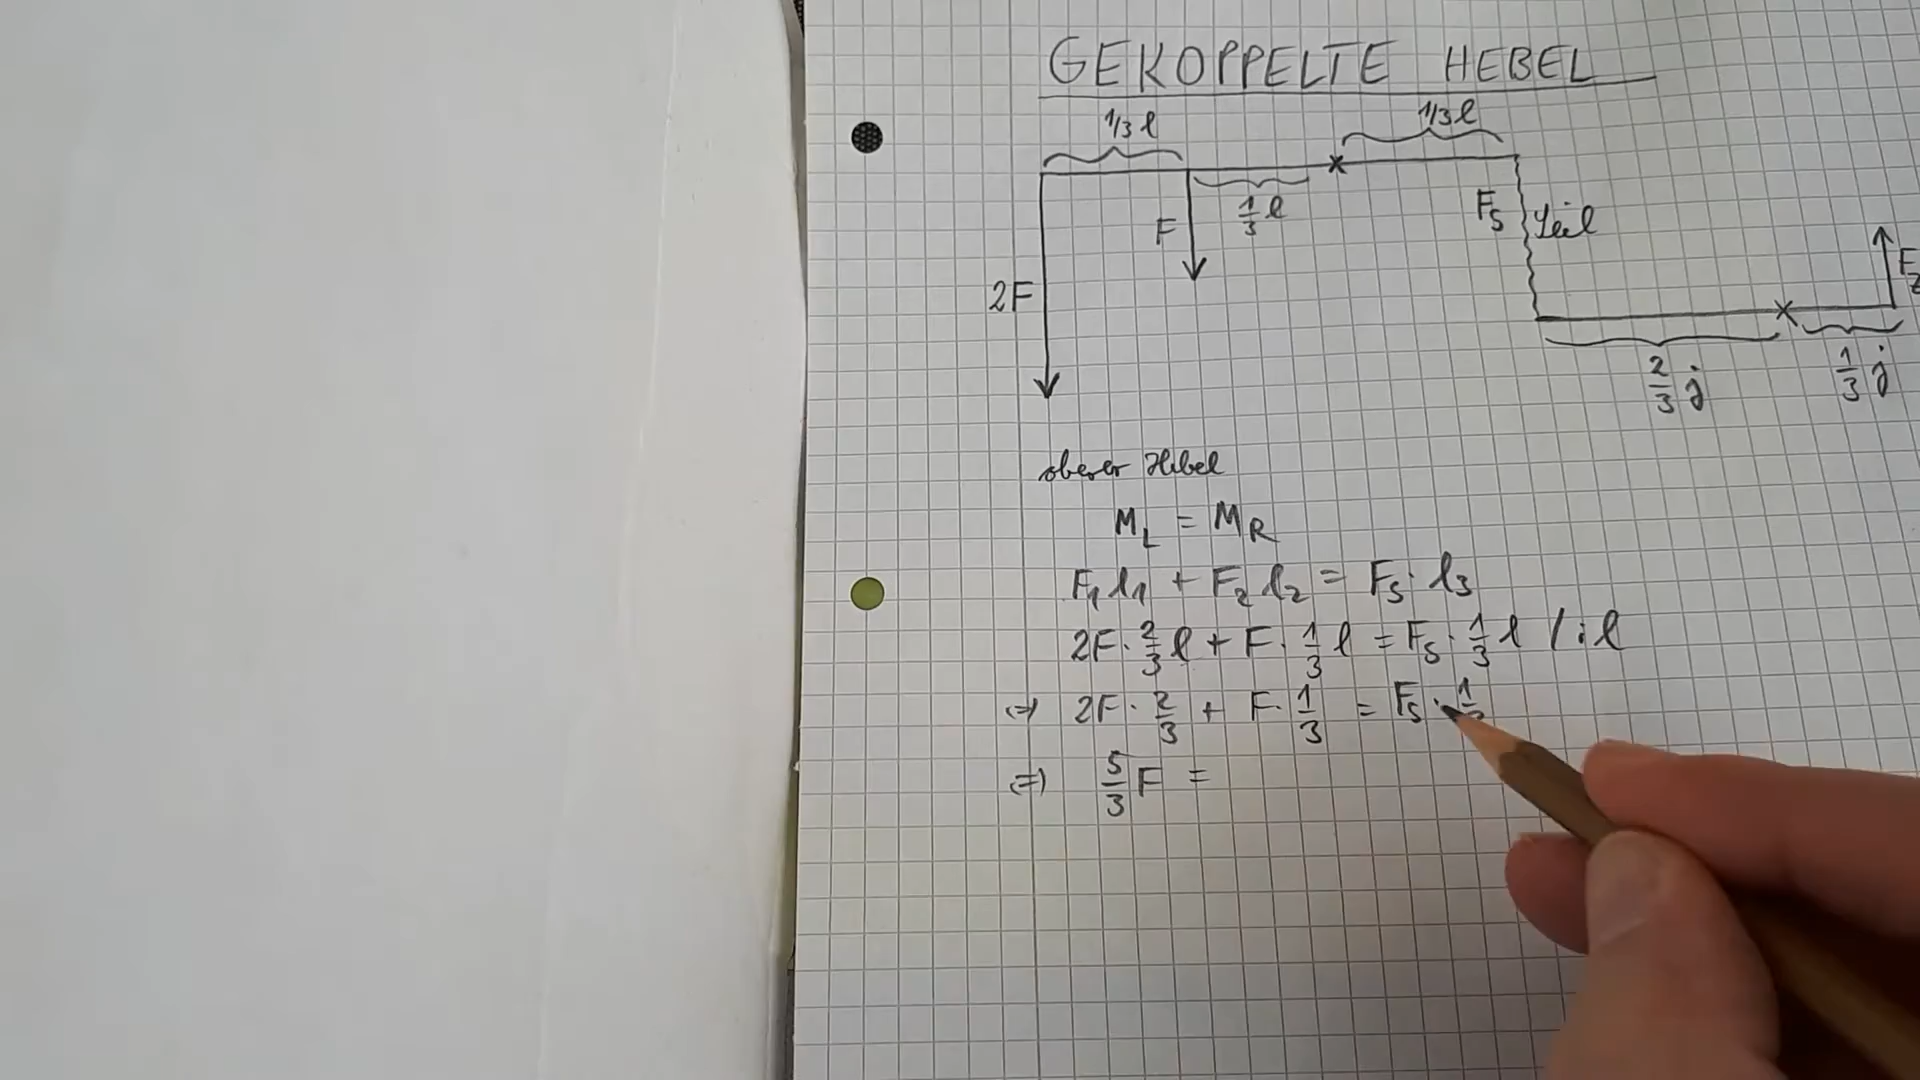 GEKOPPELTE HEBEL
1/3 l
1/3 l
1/3 l
F
2F
F_S
Seil
F_2
2/3 j
1/3 j
oberer Hebel
M_L = M_R
F_1 l_1 + F_2 l_2 = F_S · l_3
2F · 2/3 l + F · 1/3 l = F_S · 1/3 l / : l
⇒ 2F · 2/3 + F · 1/3 = F_S · 1/3
⇒ 5/3 F =